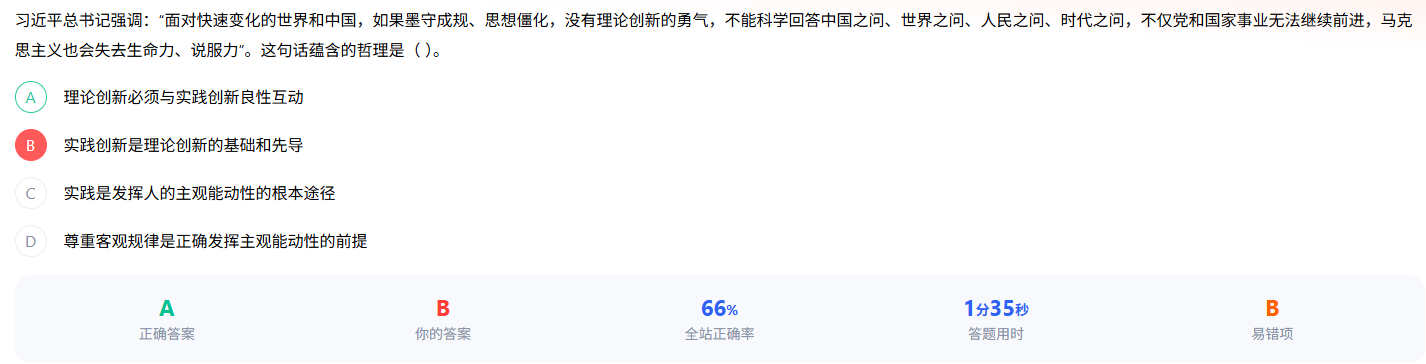 习近平总书记强调：“面对快速变化的世界和中国，如果墨守成规、思想僵化，没有理论创新的勇气，不能科学回答中国之问、世界之问、人民之问、时代之问，不仅党和国家事业无法继续前进，马克
思主义也会失去生命力、说服力”。这句话蕴含的哲理是（ ）。
A 理论创新必须与实践创新良性互动
B 实践创新是理论创新的基础和先导
C 实践是发挥人的主观能动性的根本途径
D 尊重客观规律是正确发挥主观能动性的前提
A B 66% 1分35秒 B
正确答案 你的答案 全站正确率 答题用时 易错项